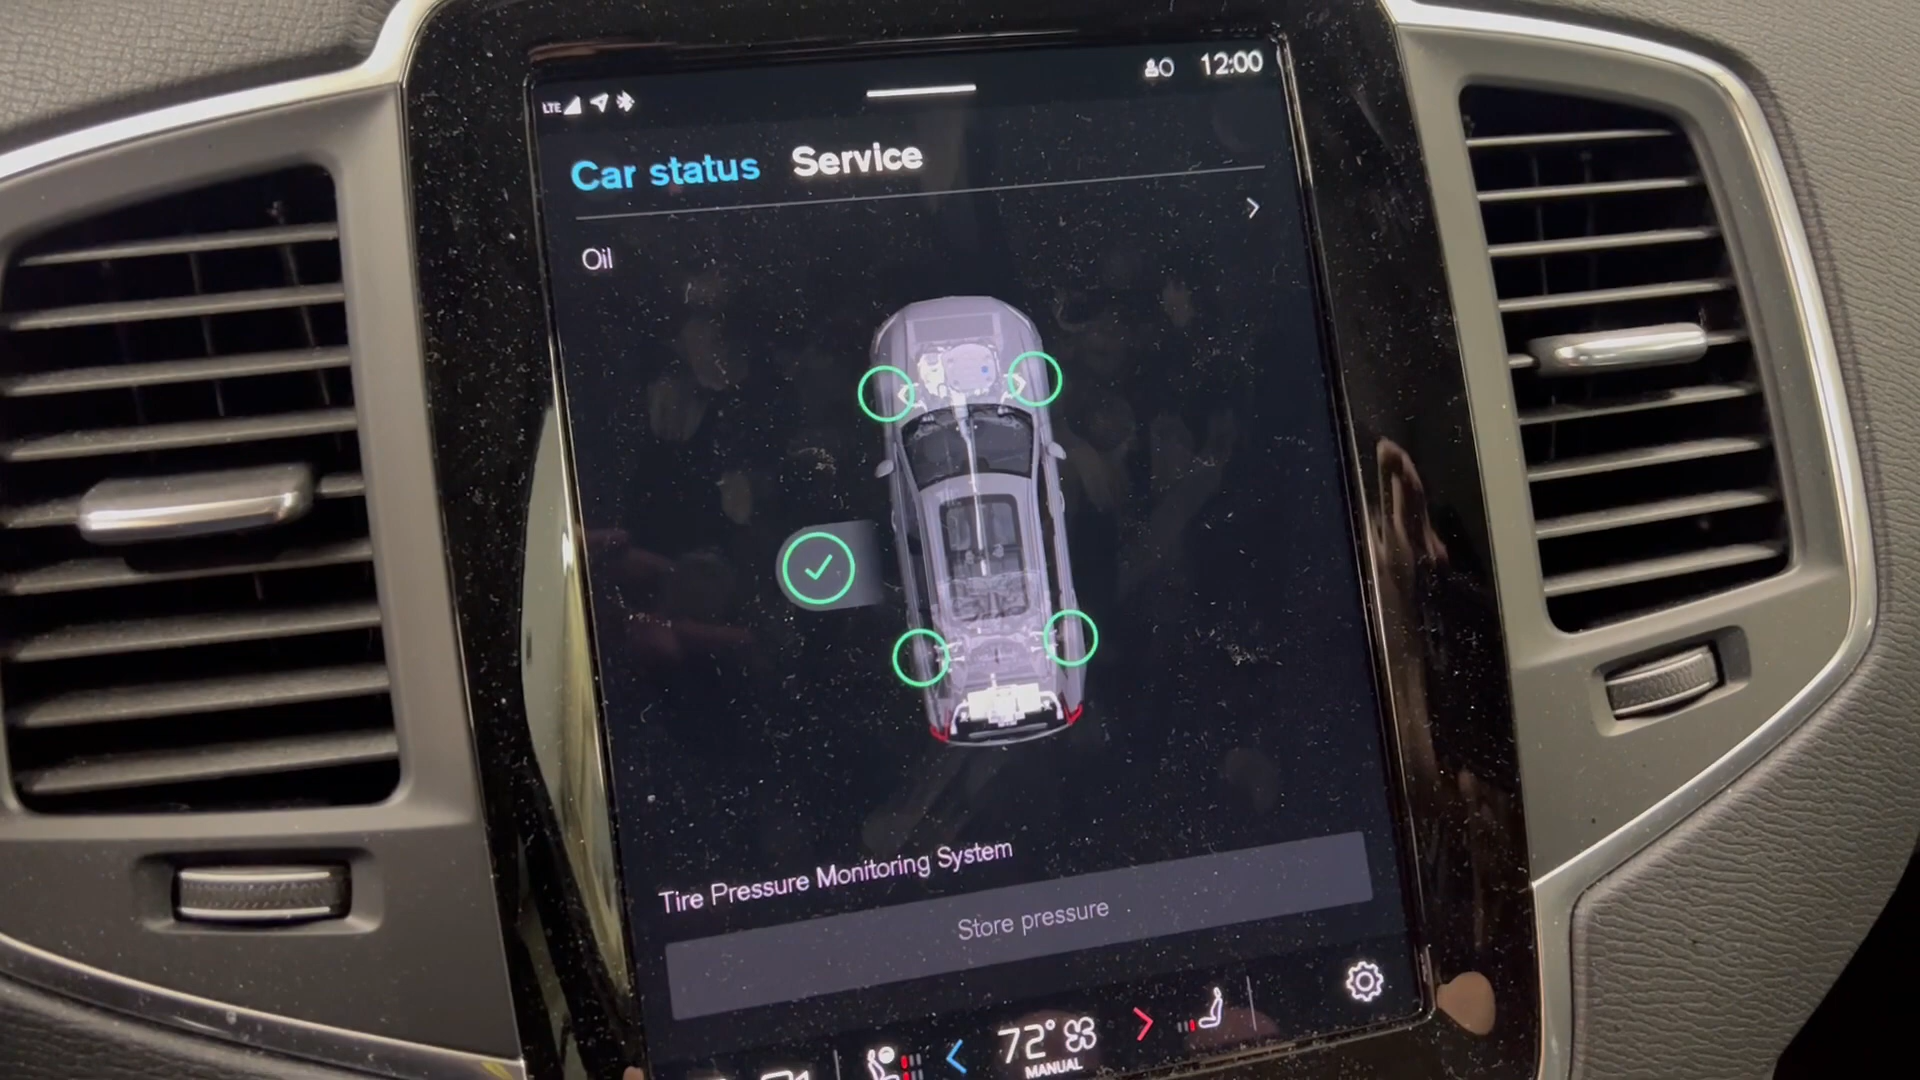 LTE 12:00
Car status Service
Oil
Tire Pressure Monitoring System
Store pressure
72°
MANUAL